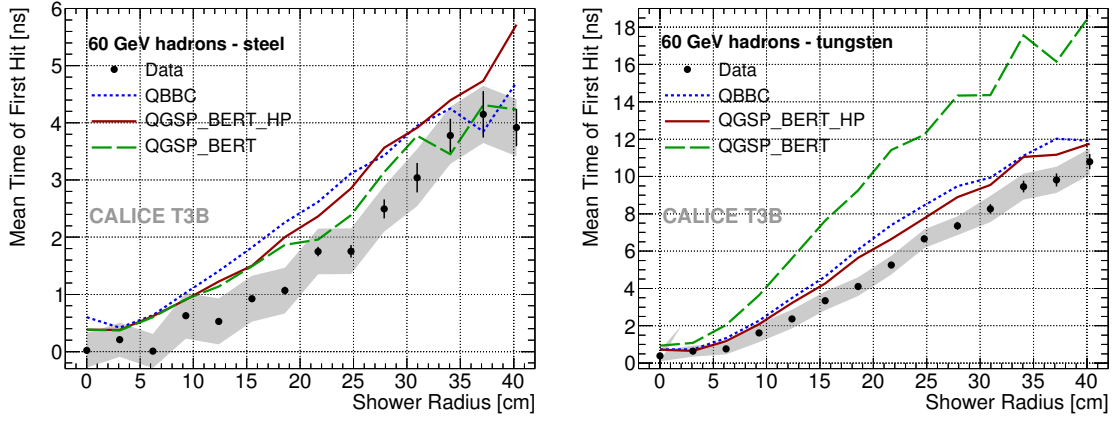 Mean Time of First Hit [ns]
6
5
4
3
2
1
0
60 GeV hadrons - steel
Data
QBBC
QGSP_BERT_HP
QGSP_BERT
CALICE T3B
0 5 10 15 20 25 30 35 40
Shower Radius [cm]
Mean Time of First Hit [ns]
18
16
14
12
10
8
6
4
2
0
60 GeV hadrons - tungsten
Data
QBBC
QGSP_BERT_HP
QGSP_BERT
CALICE T3B
0 5 10 15 20 25 30 35 40
Shower Radius [cm]